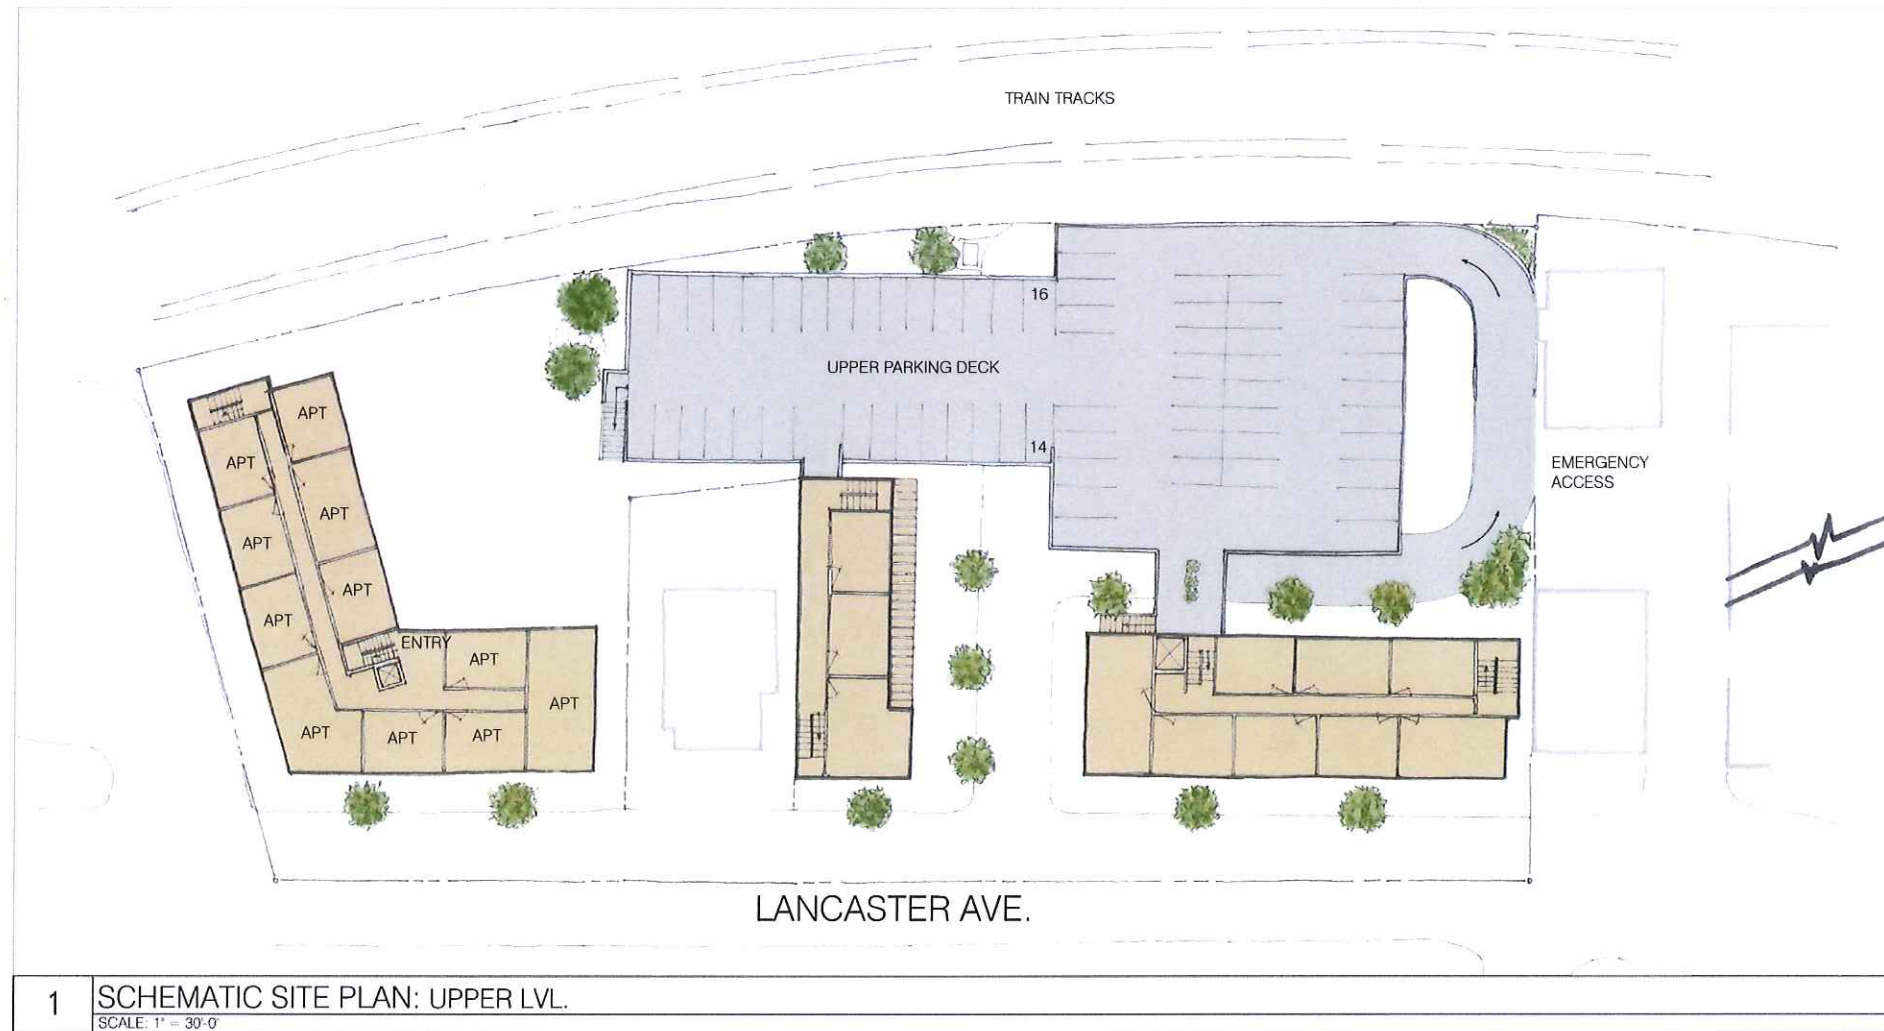 TRAIN TRACKS
16
UPPER PARKING DECK
APT
APT
14
APT
EMERGENCY
ACCESS
APT
APT
APT
APT
ENTRY
APT
APT
APT
APT
APT
LANCASTER AVE.
1
SCHEMATIC SITE PLAN: UPPER LVL.
SCALE: 1" = 30'-0"